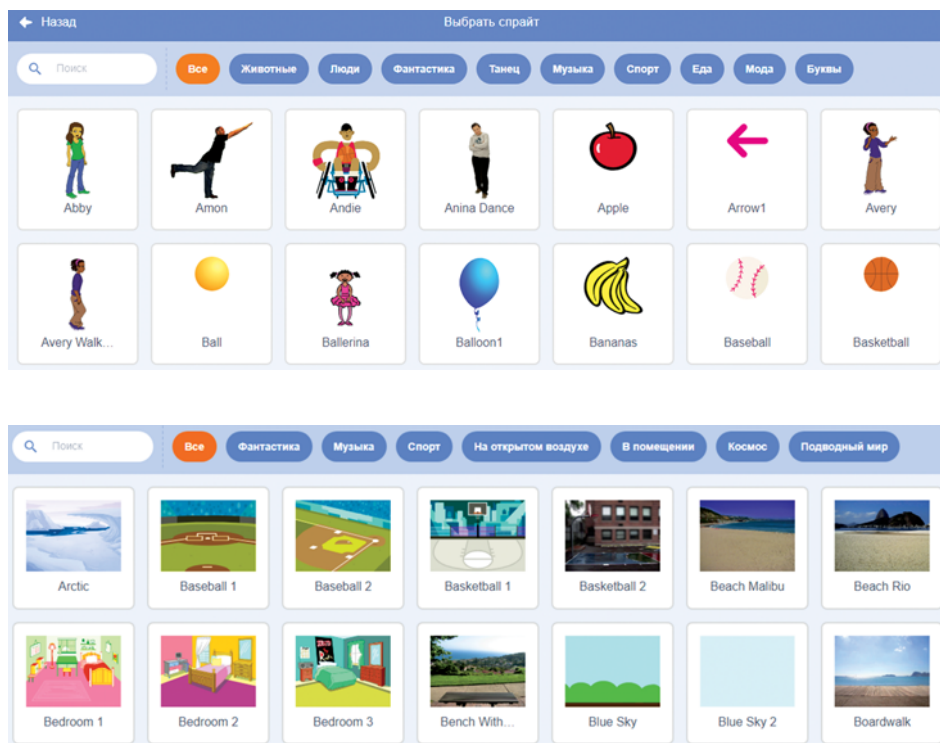 Назад
Выбрать спрайт
Поиск Все Животные Люди Фантастика Танец Музыка Спорт Еда Мода Буквы
Abby Amon Andie Anina Dance Apple Arrow1 Avery
Avery Walk... Ball Ballerina Balloon1 Bananas Baseball Basketball
Поиск Все Фантастика Музыка Спорт На открытом воздухе В помещении Космос Подводный мир
Arctic Baseball 1 Baseball 2 Basketball 1 Basketball 2 Beach Malibu Beach Rio
Bedroom 1 Bedroom 2 Bedroom 3 Bench With... Blue Sky Blue Sky 2 Boardwalk